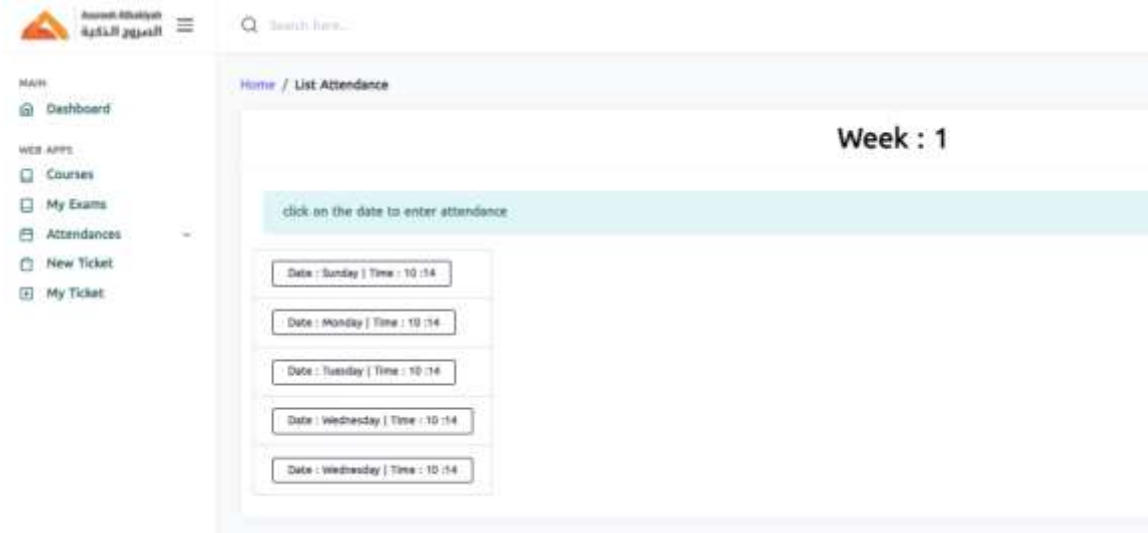 الصروح الذكية
Search here...
MAIN
Dashboard
WEB APPS
Courses
My Exams
Attendances
New Ticket
My Ticket
Home / List Attendance
Week : 1
click on the date to enter attendance
Date : Sunday | Time : 10 :14
Date : Monday | Time : 10 :14
Date : Tuesday | Time : 10 :14
Date : Wednesday | Time : 10 :14
Date : Wednesday | Time : 10 :14